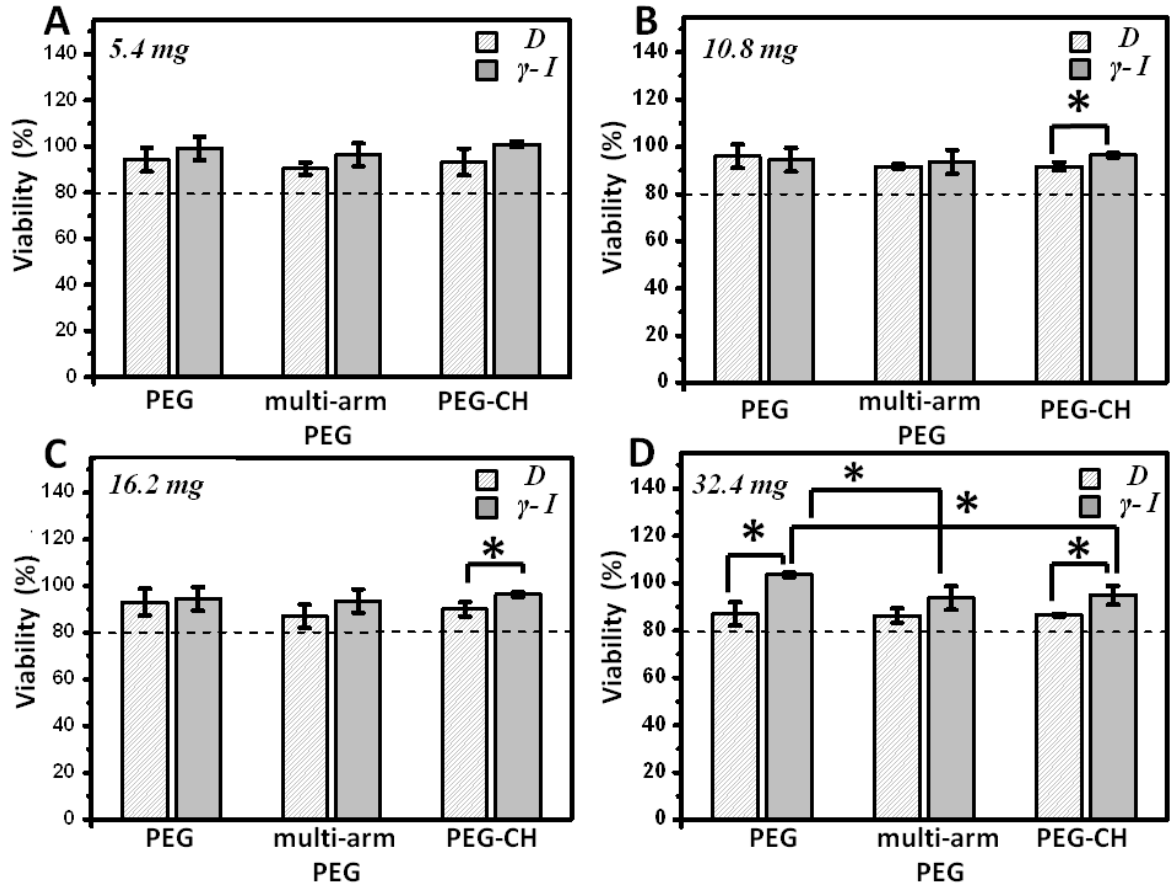 A
5.4 mg
D
γ-I
Viability (%)
140
120
100
80
60
40
20
0
PEG
multi-arm
PEG
PEG-CH
B
10.8 mg
D
γ-I
*
Viability (%)
140
120
100
80
60
40
20
0
PEG
multi-arm
PEG
PEG-CH
C
16.2 mg
D
γ-I
*
Viability (%)
140
120
100
80
60
40
20
0
PEG
multi-arm
PEG
PEG-CH
D
32.4 mg
D
γ-I
*
*
*
*
Viability (%)
140
120
100
80
60
40
20
0
PEG
multi-arm
PEG
PEG-CH